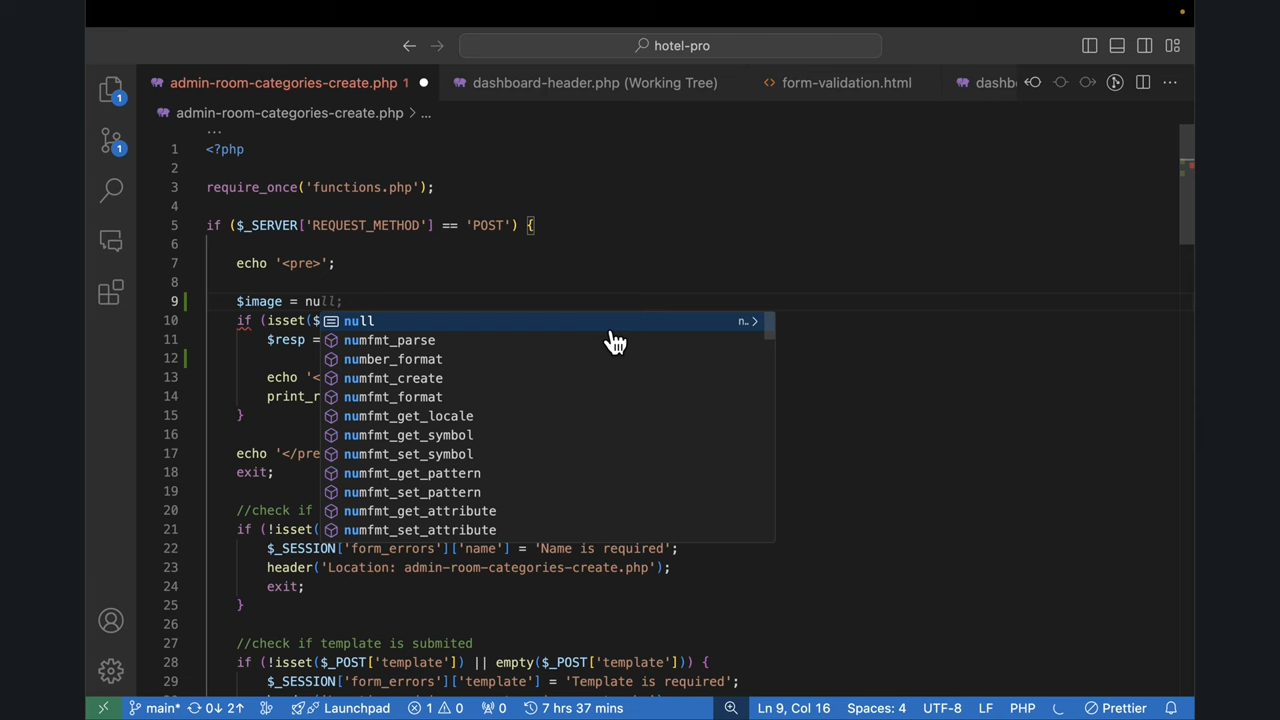 hotel-pro
admin-room-categories-create.php 1
dashboard-header.php (Working Tree)
form-validation.html
dashb
admin-room-categories-create.php > ...
...
1 <?php
2
3 require_once('functions.php');
4
5 if ($_SERVER['REQUEST_METHOD'] == 'POST') {
6
7 echo '<pre>';
8
9 $image = null;
10 if (isset($
11 $resp =
12
13 echo '<
14 print_r
15 }
16
17 echo '</pre
18 exit;
19
20 //check if
21 if (!isset(
22 $_SESSION['form_errors']['name'] = 'Name is required';
23 header('Location: admin-room-categories-create.php');
24 exit;
25 }
26
27 //check if template is submited
28 if (!isset($_POST['template']) || empty($_POST['template'])) {
29 $_SESSION['form_errors']['template'] = 'Template is required';
null n.. >
numfmt_parse
number_format
numfmt_create
numfmt_format
numfmt_get_locale
numfmt_get_symbol
numfmt_set_symbol
numfmt_get_pattern
numfmt_set_pattern
numfmt_get_attribute
numfmt_set_attribute
1
1
main* 0↓ 2↑ Launchpad 1 0 0 7 hrs 37 mins Ln 9, Col 16 Spaces: 4 UTF-8 LF PHP Prettier